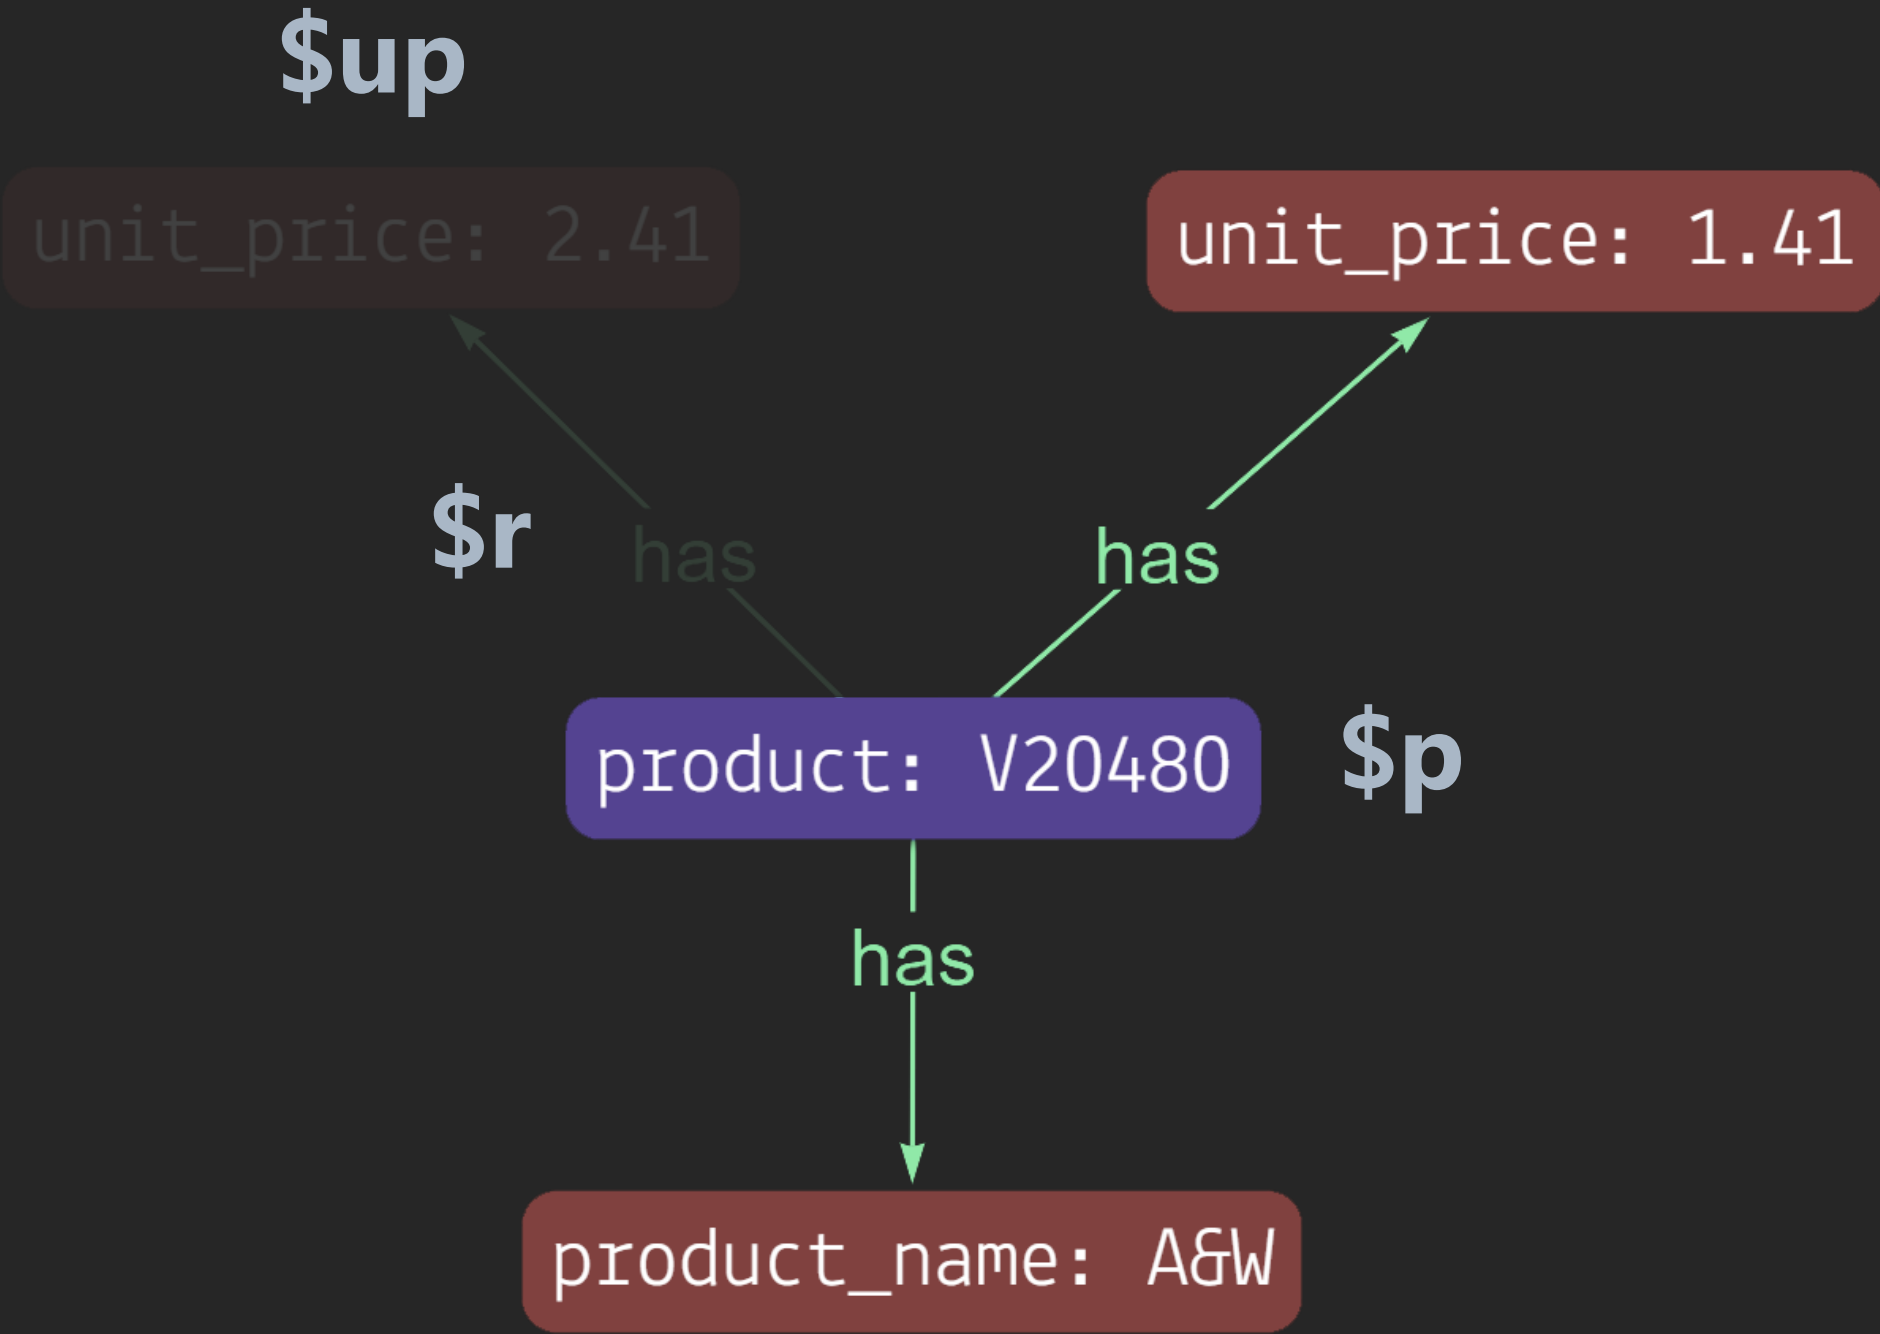 $up
unit_price: 2.41
unit_price: 1.41
$r
has
has
product: V20480
$p
has
product_name: A&W